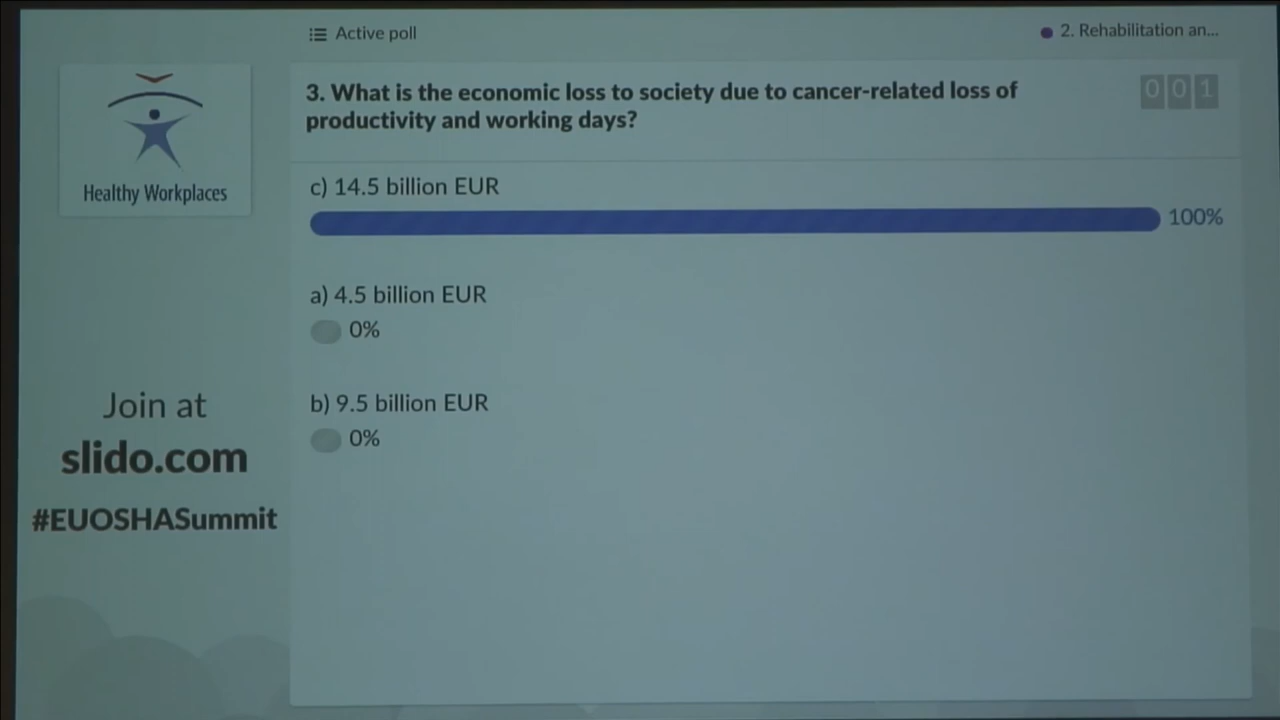 Active poll
2. Rehabilitation an...
Healthy Workplaces
3. What is the economic loss to society due to cancer-related loss of
productivity and working days?
001
c) 14.5 billion EUR
100%
a) 4.5 billion EUR
0%
b) 9.5 billion EUR
0%
Join at
slido.com
#EUOSHASummit